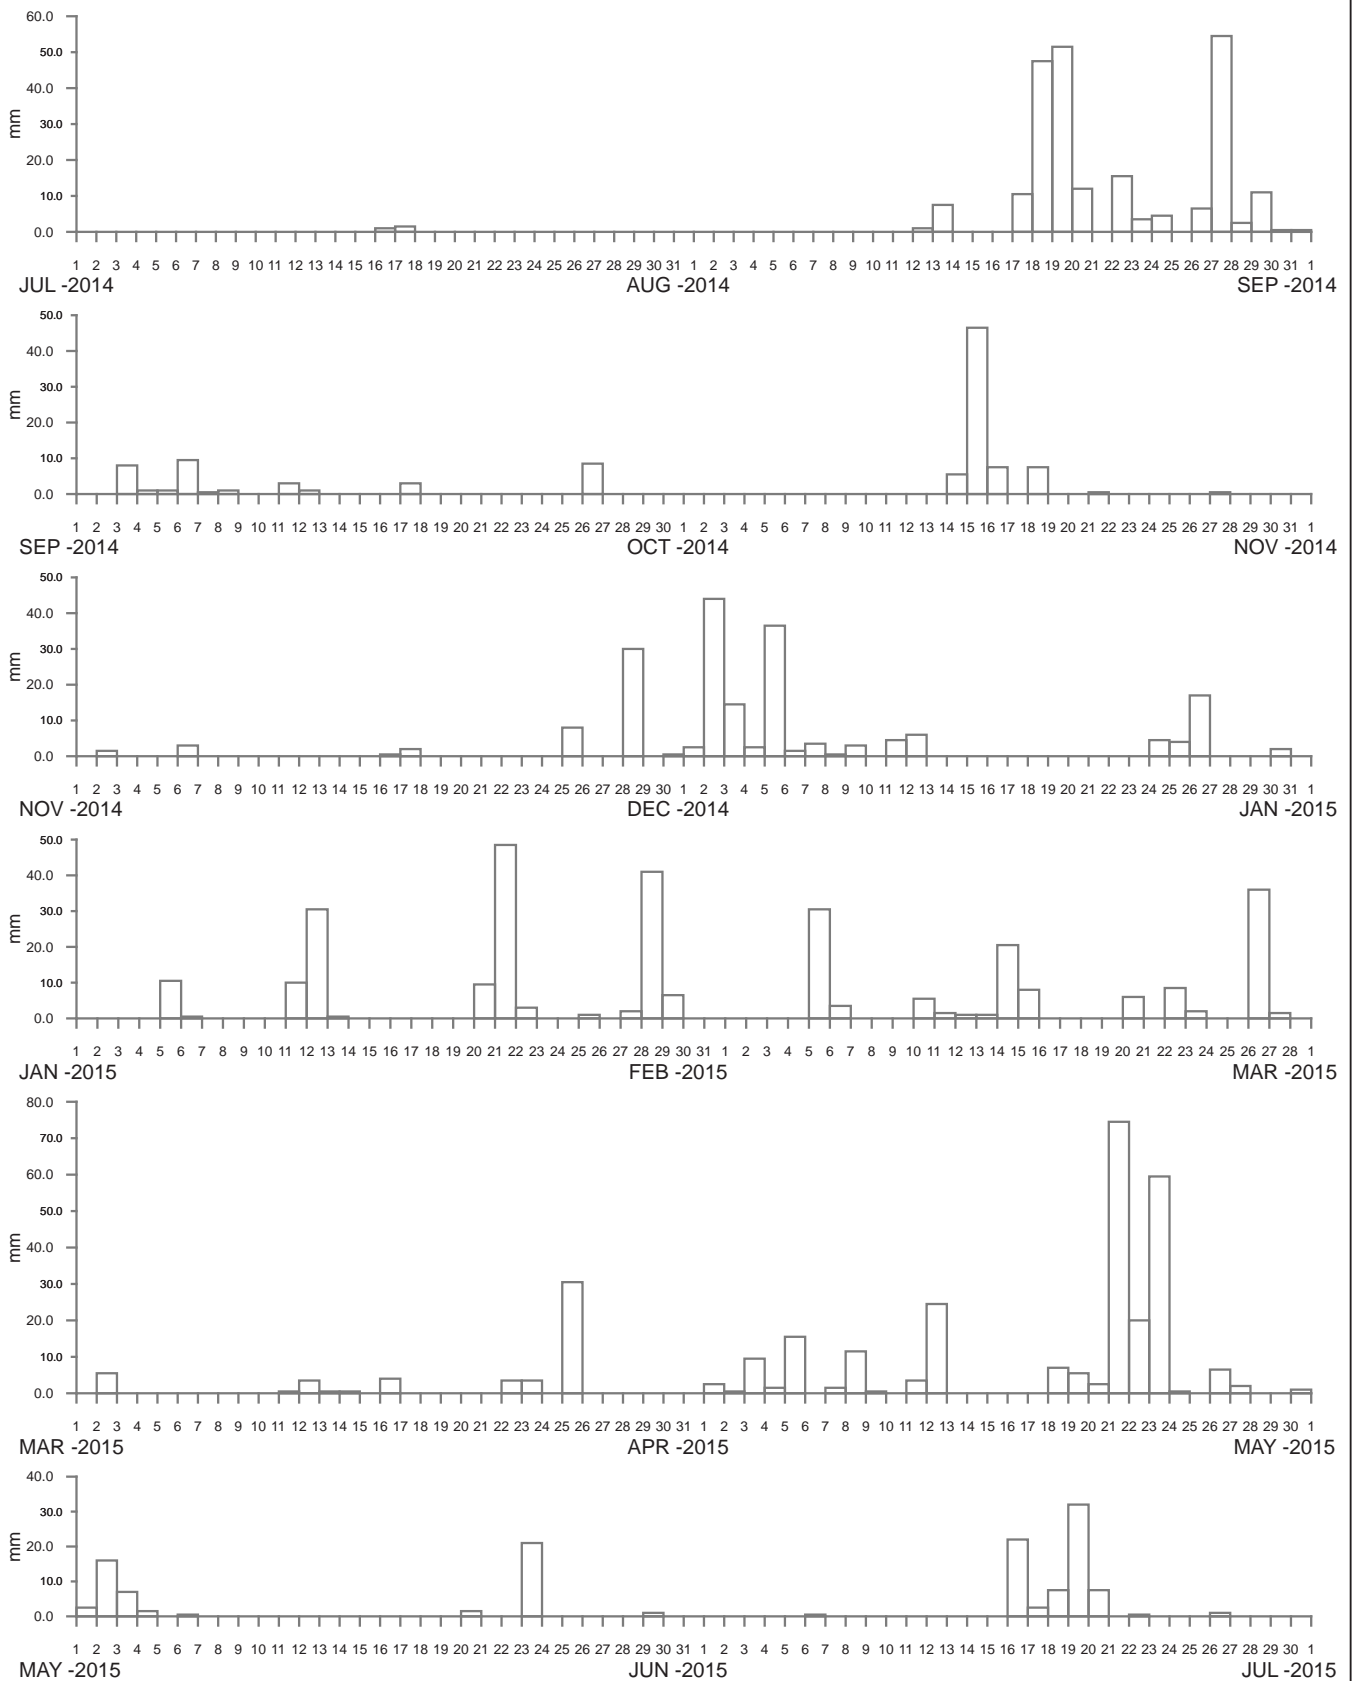 60.0
50.0
40.0
30.0
20.0
10.0
0.0
mm
1 2 3 4 5 6 7 8 9 10 11 12 13 14 15 16 17 18 19 20 21 22 23 24 25 26 27 28 29 30 31 1 2 3 4 5 6 7 8 9 10 11 12 13 14 15 16 17 18 19 20 21 22 23 24 25 26 27 28 29 30 31 1
JUL -2014 AUG -2014 SEP -2014
50.0
40.0
30.0
20.0
10.0
0.0
mm
1 2 3 4 5 6 7 8 9 10 11 12 13 14 15 16 17 18 19 20 21 22 23 24 25 26 27 28 29 30 1 2 3 4 5 6 7 8 9 10 11 12 13 14 15 16 17 18 19 20 21 22 23 24 25 26 27 28 29 30 31 1
SEP -2014 OCT -2014 NOV -2014
50.0
40.0
30.0
20.0
10.0
0.0
mm
1 2 3 4 5 6 7 8 9 10 11 12 13 14 15 16 17 18 19 20 21 22 23 24 25 26 27 28 29 30 1 2 3 4 5 6 7 8 9 10 11 12 13 14 15 16 17 18 19 20 21 22 23 24 25 26 27 28 29 30 31 1
NOV -2014 DEC -2014 JAN -2015
50.0
40.0
30.0
20.0
10.0
0.0
mm
1 2 3 4 5 6 7 8 9 10 11 12 13 14 15 16 17 18 19 20 21 22 23 24 25 26 27 28 29 30 31 1 2 3 4 5 6 7 8 9 10 11 12 13 14 15 16 17 18 19 20 21 22 23 24 25 26 27 28 1
JAN -2015 FEB -2015 MAR -2015
80.0
70.0
60.0
50.0
40.0
30.0
20.0
10.0
0.0
mm
1 2 3 4 5 6 7 8 9 10 11 12 13 14 15 16 17 18 19 20 21 22 23 24 25 26 27 28 29 30 31 1 2 3 4 5 6 7 8 9 10 11 12 13 14 15 16 17 18 19 20 21 22 23 24 25 26 27 28 29 30 1
MAR -2015 APR -2015 MAY -2015
40.0
30.0
20.0
10.0
0.0
mm
1 2 3 4 5 6 7 8 9 10 11 12 13 14 15 16 17 18 19 20 21 22 23 24 25 26 27 28 29 30 31 1 2 3 4 5 6 7 8 9 10 11 12 13 14 15 16 17 18 19 20 21 22 23 24 25 26 27 28 29 30 1
MAY -2015 JUN -2015 JUL -2015